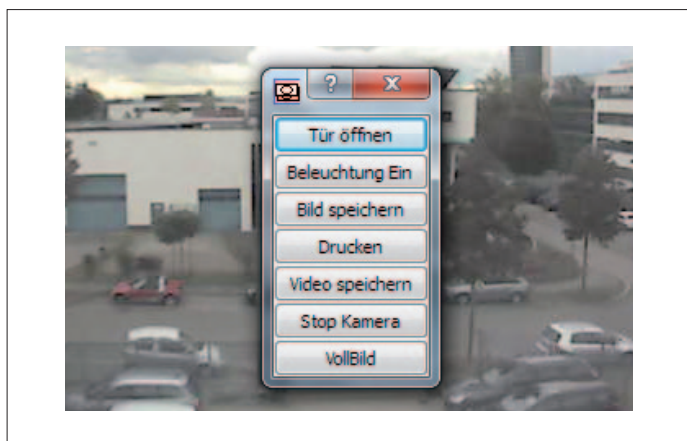 ?
X
Tür öffnen
Beleuchtung Ein
Bild speichern
Drucken
Video speichern
Stop Kamera
VollBild